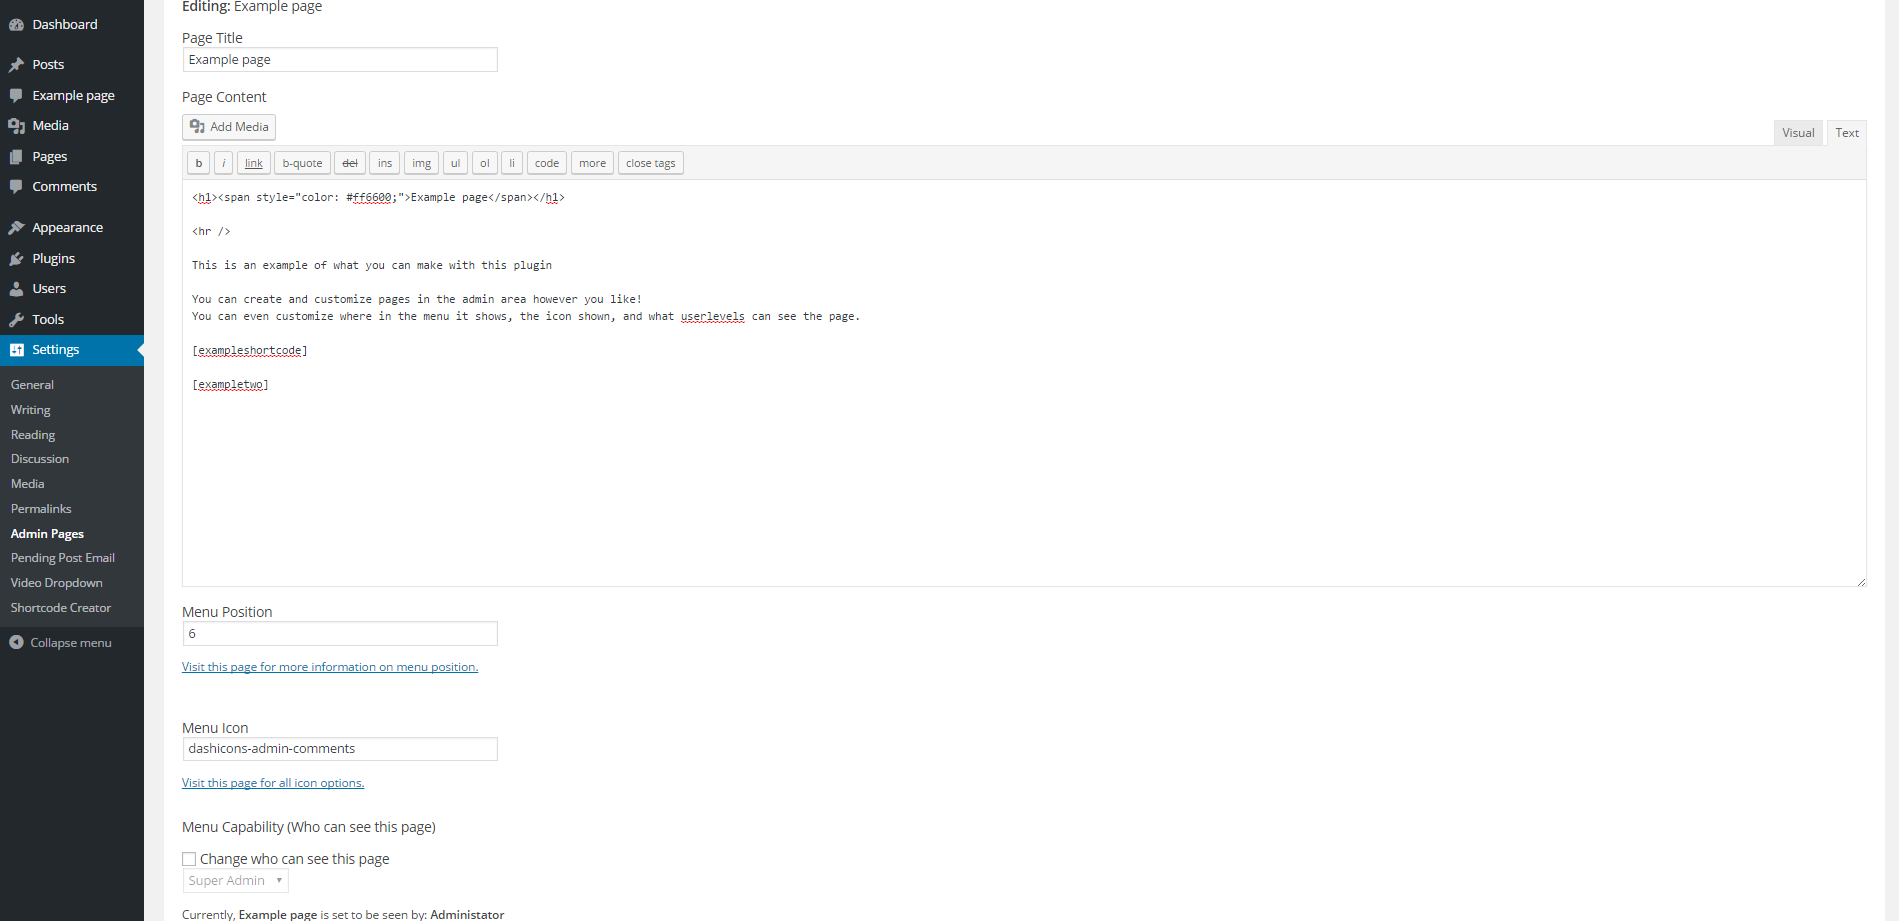 Dashboard
Posts
Example page
Media
Pages
Comments
Appearance
Plugins
Users
Tools
Settings
General
Writing
Reading
Discussion
Media
Permalinks
Admin Pages
Pending Post Email
Video Dropdown
Shortcode Creator
Collapse menu
Editing: Example page
Page Title
Example page
Page Content
Add Media
Visual Text
b i link b-quote del ins img ul ol li code more close tags
<h1><span style="color: #ff6600;">Example page</span></h1>
<hr />
This is an example of what you can make with this plugin
You can create and customize pages in the admin area however you like!
You can even customize where in the menu it shows, the icon shown, and what userlevels can see the page.
[exampleshortcode]
[exampletwo]
Menu Position
6
Visit this page for more information on menu position.
Menu Icon
dashicons-admin-comments
Visit this page for all icon options.
Menu Capability (Who can see this page)
Change who can see this page
Super Admin
Currently, Example page is set to be seen by: Administator